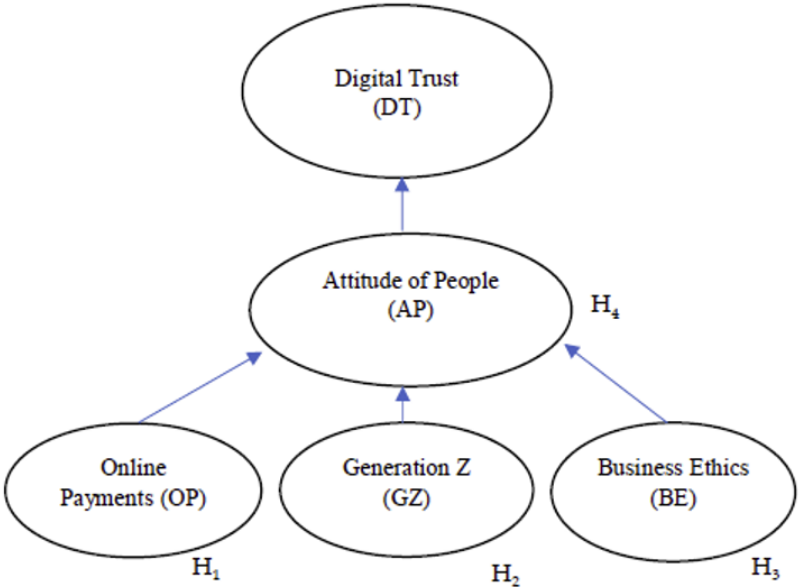 Digital Trust
(DT)
Attitude of People
(AP)
H4
Online
Payments (OP)
Generation Z
(GZ)
Business Ethics
(BE)
H1
H2
H3